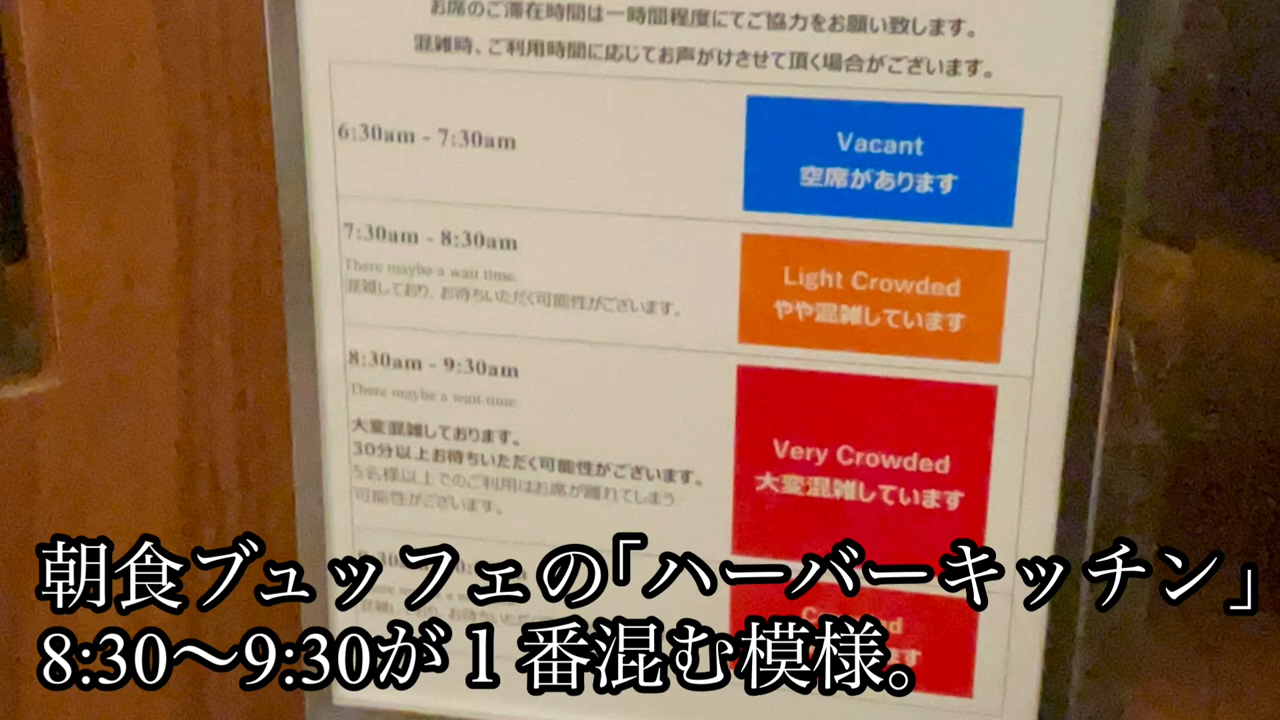 お席のご滞在時間は一時間程度にてご協力をお願い致します。
混雑時、ご利用時間に応じてお声がけさせて頂く場合がございます。
6:30am - 7:30am
Vacant
空席があります
7:30am - 8:30am
There maybe a wait time.
混雑しており、お待ちいただく可能性がございます。
Light Crowded
やや混雑しています
8:30am - 9:30am
There maybe a wait time.
大変混雑しております。
30分以上お待ちいただく可能性がございます。
5名様以上でのご利用はお席が離れてしまう
可能性がございます。
Very Crowded
大変混雑しています
朝食ブュッフェの「ハーバーキッチン」
8:30〜9:30が１番混む模様。